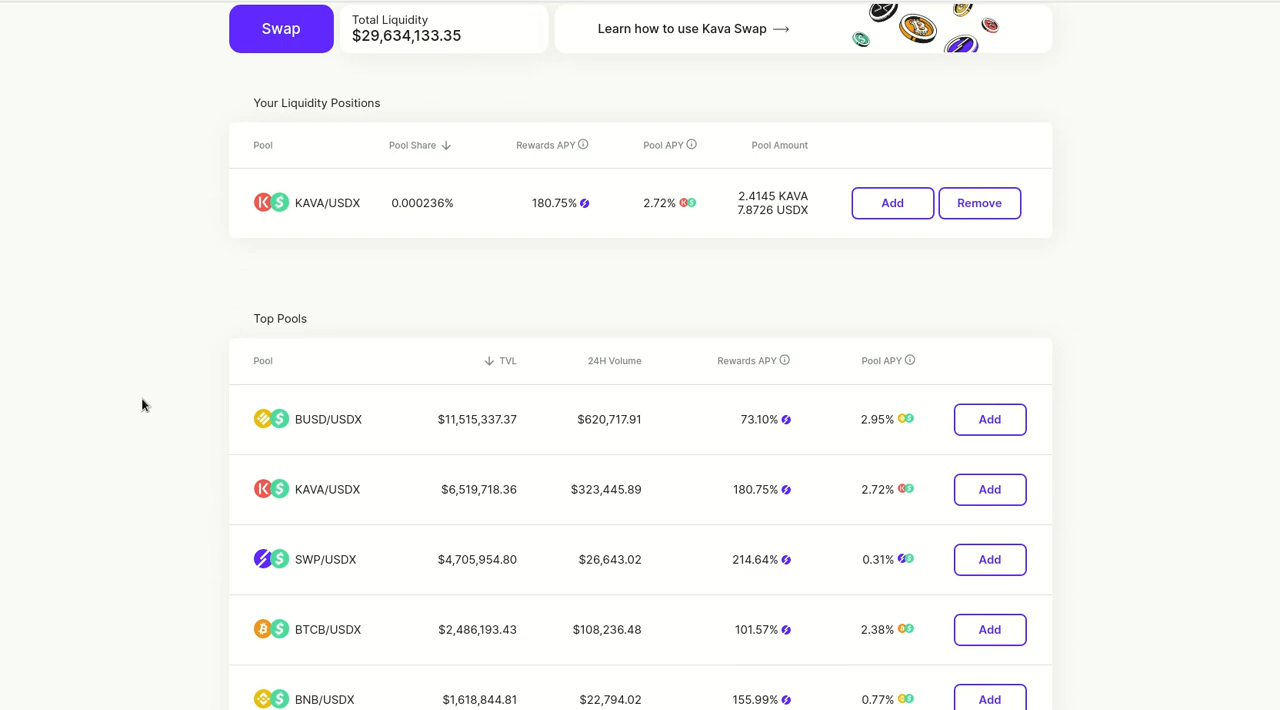 Swap
Total Liquidity
$29,634,133.35
Learn how to use Kava Swap →
Your Liquidity Positions
Pool Pool Share ↓ Rewards APY Pool APY Pool Amount
KAVA/USDX 0.000236% 180.75% 2.72% 2.4145 KAVA
7.8726 USDX
Add Remove
Top Pools
Pool ↓ TVL 24H Volume Rewards APY Pool APY
BUSD/USDX $11,515,337.37 $620,717.91 73.10% 2.95% Add
KAVA/USDX $6,519,718.36 $323,445.89 180.75% 2.72% Add
SWP/USDX $4,705,954.80 $26,643.02 214.64% 0.31% Add
BTCB/USDX $2,486,193.43 $108,236.48 101.57% 2.38% Add
BNB/USDX $1,618,844.81 $22,794.02 155.99% 0.77% Add